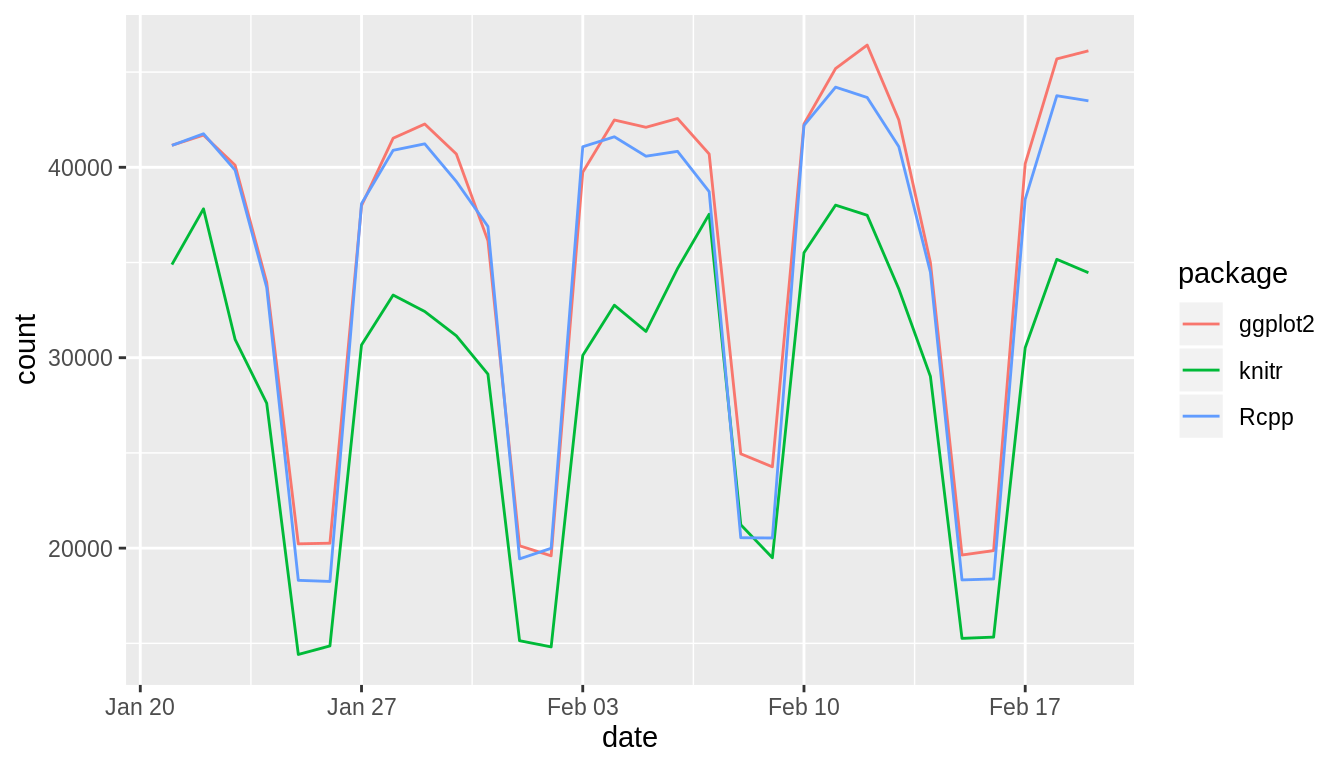 count
40000
30000
20000
Jan 20 Jan 27 Feb 03 Feb 10 Feb 17
date
package
ggplot2
knitr
Rcpp